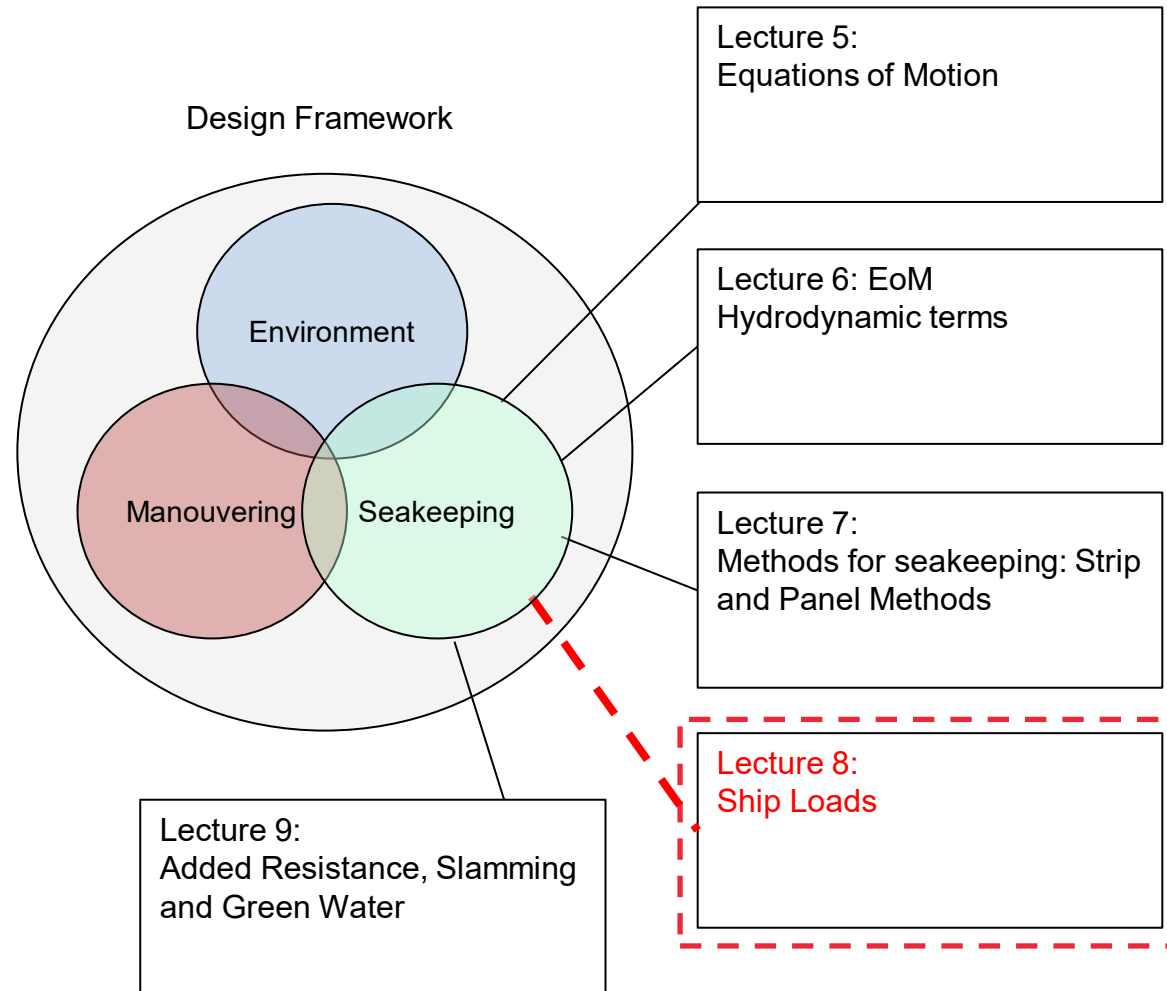 Lecture 5:
Equations of Motion
Design Framework
Lecture 6: EoM
Hydrodynamic terms
Environment
Manouvering
Seakeeping
Lecture 7:
Methods for seakeeping: Strip
and Panel Methods
Lecture 8:
Ship Loads
Lecture 9:
Added Resistance, Slamming
and Green Water